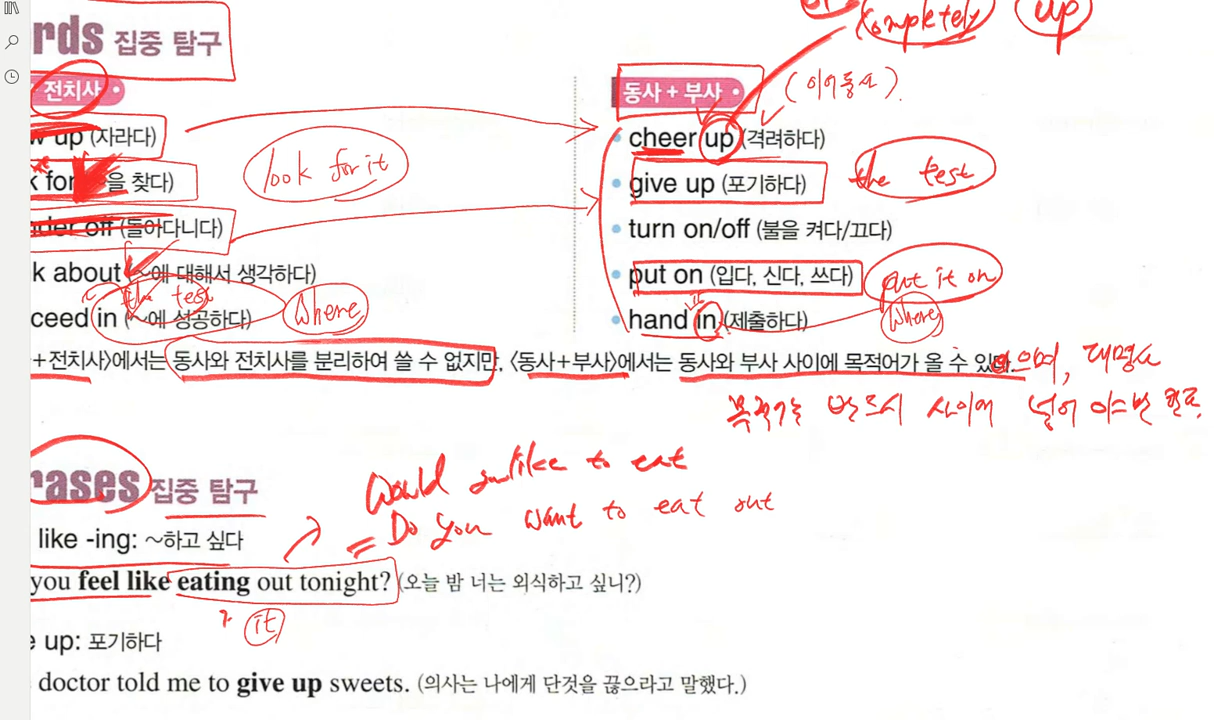 completely up
rds 집중 탐구
전치사
동사 + 부사
(이어동사)
w up (자라다)
cheer up (격려하다)
look for it
k for ~을 찾다)
give up (포기하다)
the test
nder off (돌아다니다)
turn on/off (불을 켜다/끄다)
k about ~에 대해서 생각하다)
put on (입다, 신다, 쓰다)
put it on
the test
where
ceed in (~에 성공하다)
hand in (제출하다)
where
+전치사〉에서는 동사와 전치사를 분리하여 쓸 수 없지만, 〈동사+부사〉에서는 동사와 부사 사이에 목적어가 올 수 있으며, 대명사
목적어는 반드시 사이에 넣어
rases 집중 탐구
Would like to eat
Do you want to eat out
like -ing: ~하고 싶다
you feel like eating out tonight? (오늘 밤 너는 외식하고 싶니?)
it
e up: 포기하다
doctor told me to give up sweets. (의사는 나에게 단것을 끊으라고 말했다.)